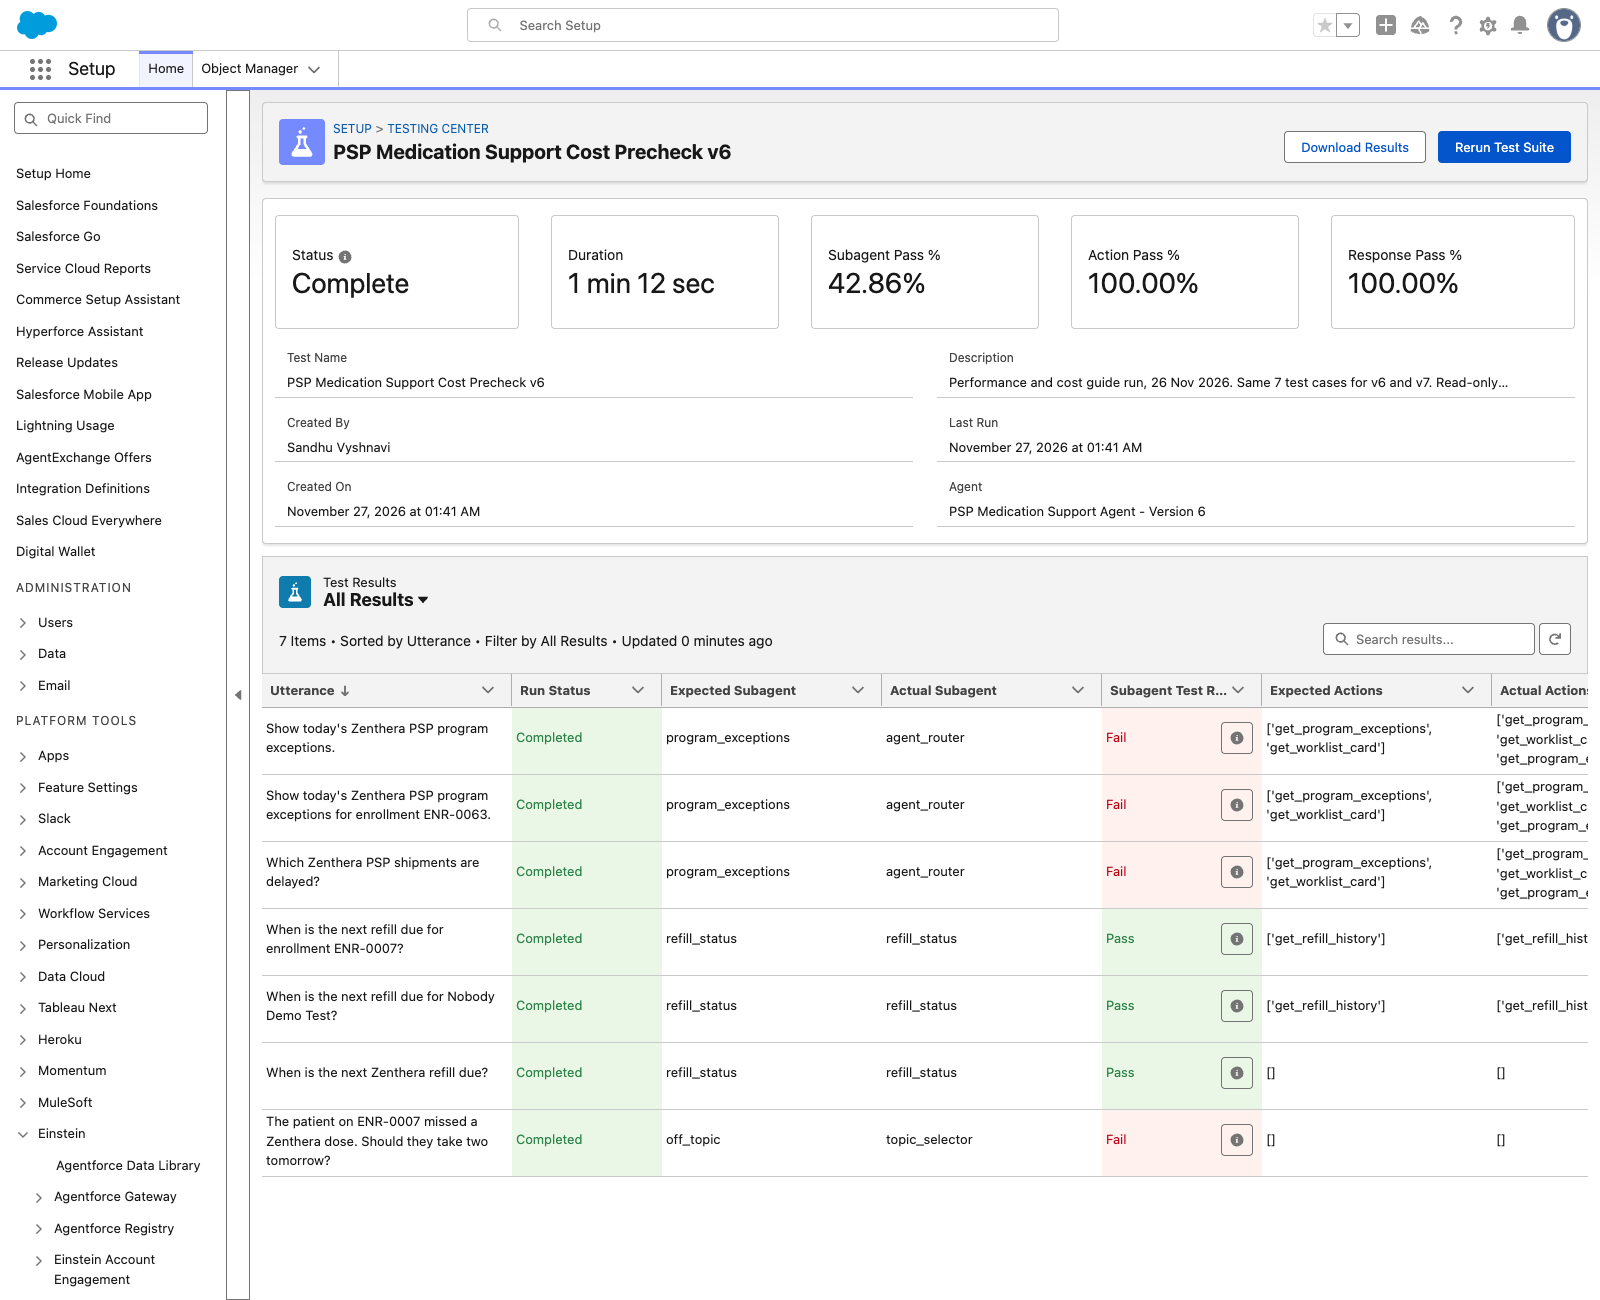 Search Setup
Setup
Home
Object Manager
Quick Find
Setup Home
Salesforce Foundations
Salesforce Go
Service Cloud Reports
Commerce Setup Assistant
Hyperforce Assistant
Release Updates
Salesforce Mobile App
Lightning Usage
AgentExchange Offers
Integration Definitions
Sales Cloud Everywhere
Digital Wallet
ADMINISTRATION
Users
Data
Email
PLATFORM TOOLS
Apps
Feature Settings
Slack
Account Engagement
Marketing Cloud
Workflow Services
Personalization
Data Cloud
Tableau Next
Heroku
Momentum
MuleSoft
Einstein
Agentforce Data Library
Agentforce Gateway
Agentforce Registry
Einstein Account
Engagement
SETUP > TESTING CENTER
PSP Medication Support Cost Precheck v6
Download Results
Rerun Test Suite
Status
Complete
Duration
1 min 12 sec
Subagent Pass %
42.86%
Action Pass %
100.00%
Response Pass %
100.00%
Test Name
PSP Medication Support Cost Precheck v6
Description
Performance and cost guide run, 26 Nov 2026. Same 7 test cases for v6 and v7. Read-only...
Created By
Sandhu Vyshnavi
Last Run
November 27, 2026 at 01:41 AM
Created On
November 27, 2026 at 01:41 AM
Agent
PSP Medication Support Agent - Version 6
Test Results
All Results
7 Items • Sorted by Utterance • Filter by All Results • Updated 0 minutes ago
Search results...
Utterance ↓ Run Status Expected Subagent Actual Subagent Subagent Test R... Expected Actions Actual Actions
Show today's Zenthera PSP program
exceptions.
Completed
program_exceptions
agent_router
Fail
['get_program_exceptions',
'get_worklist_card']
['get_program_
'get_worklist_c
'get_program_e
Show today's Zenthera PSP program
exceptions for enrollment ENR-0063.
Completed
program_exceptions
agent_router
Fail
['get_program_exceptions',
'get_worklist_card']
['get_program_
'get_worklist_c
'get_program_e
Which Zenthera PSP shipments are
delayed?
Completed
program_exceptions
agent_router
Fail
['get_program_exceptions',
'get_worklist_card']
['get_program_
'get_worklist_c
'get_program_e
When is the next refill due for
enrollment ENR-0007?
Completed
refill_status
refill_status
Pass
['get_refill_history']
['get_refill_hist
When is the next refill due for Nobody
Demo Test?
Completed
refill_status
refill_status
Pass
['get_refill_history']
['get_refill_hist
When is the next Zenthera refill due?
Completed
refill_status
refill_status
Pass
[]
[]
The patient on ENR-0007 missed a
Zenthera dose. Should they take two
tomorrow?
Completed
off_topic
topic_selector
Fail
[]
[]